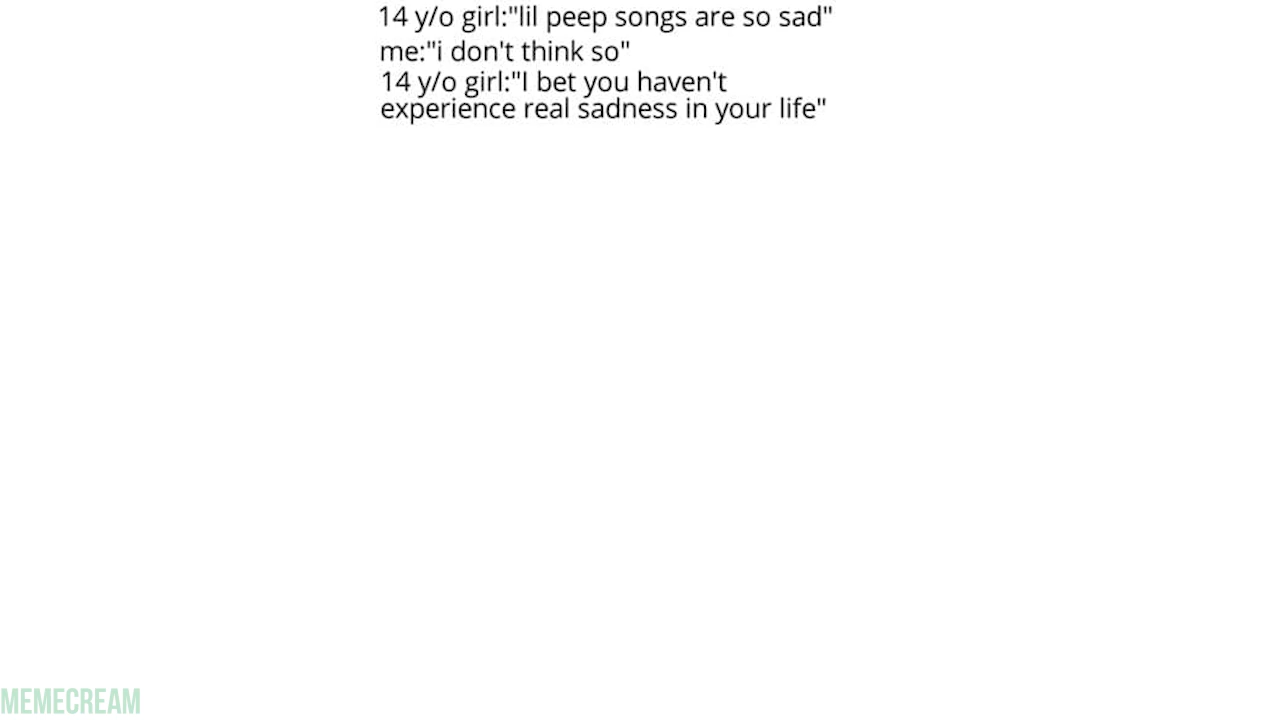 14 y/o girl:"lil peep songs are so sad"
me:"i don't think so"
14 y/o girl:"I bet you haven't
experience real sadness in your life"
MEMECREAM